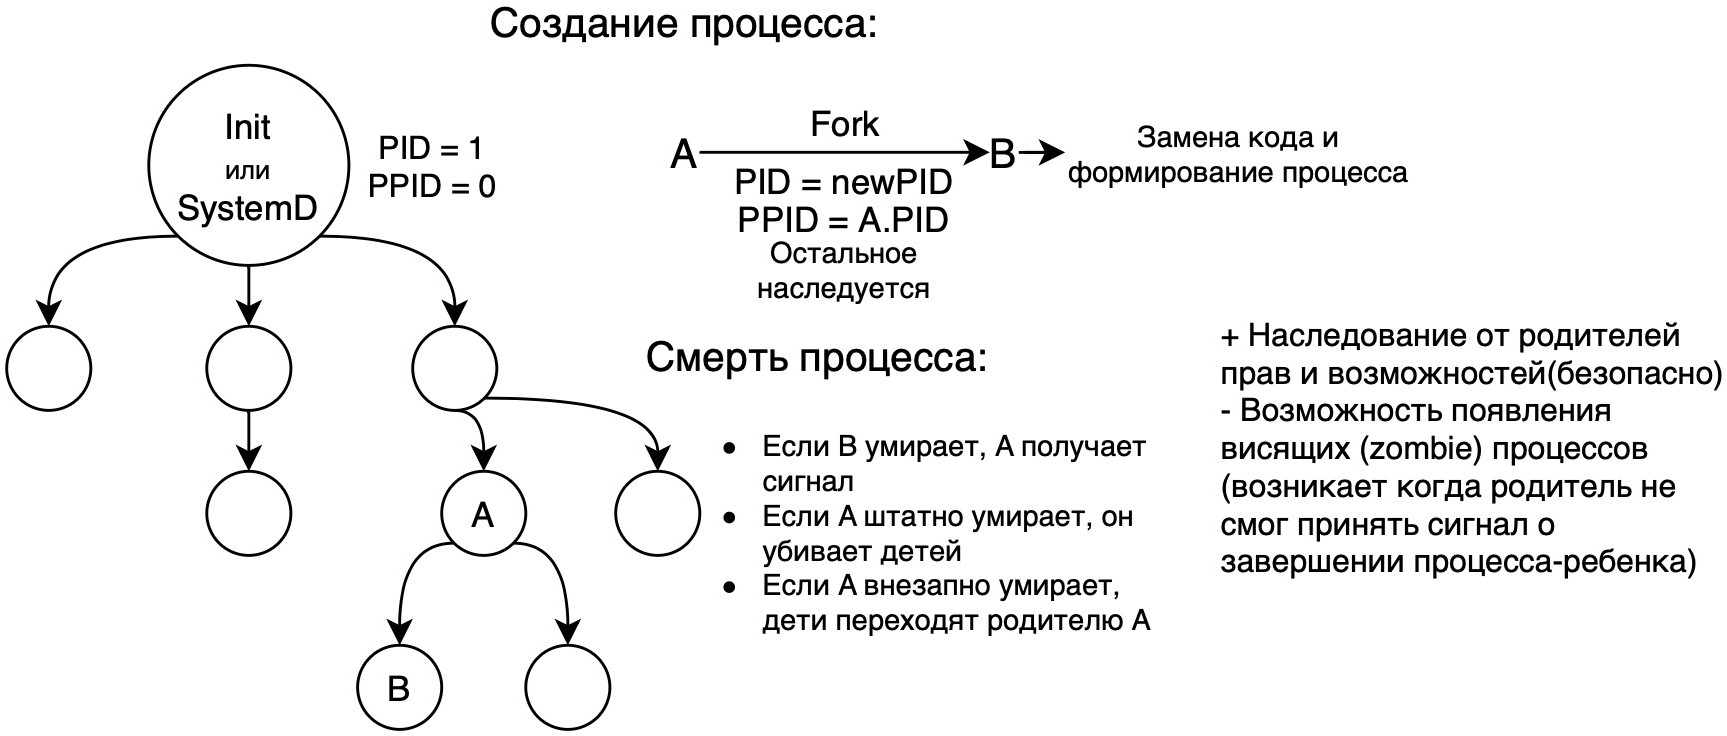 Создание процесса:
Init
или
SystemD
PID = 1
PPID = 0
A
Fork
B
PID = newPID
PPID = A.PID
Остальное
наследуется
Замена кода и
формирование процесса
Смерть процесса:
● Если B умирает, A получает
сигнал
● Если A штатно умирает, он
убивает детей
● Если A внезапно умирает,
дети переходят родителю A
+ Наследование от родителей
прав и возможностей(безопасно)
- Возможность появления
висящих (zombie) процессов
(возникает когда родитель не
смог принять сигнал о
завершении процесса-ребенка)
A
B